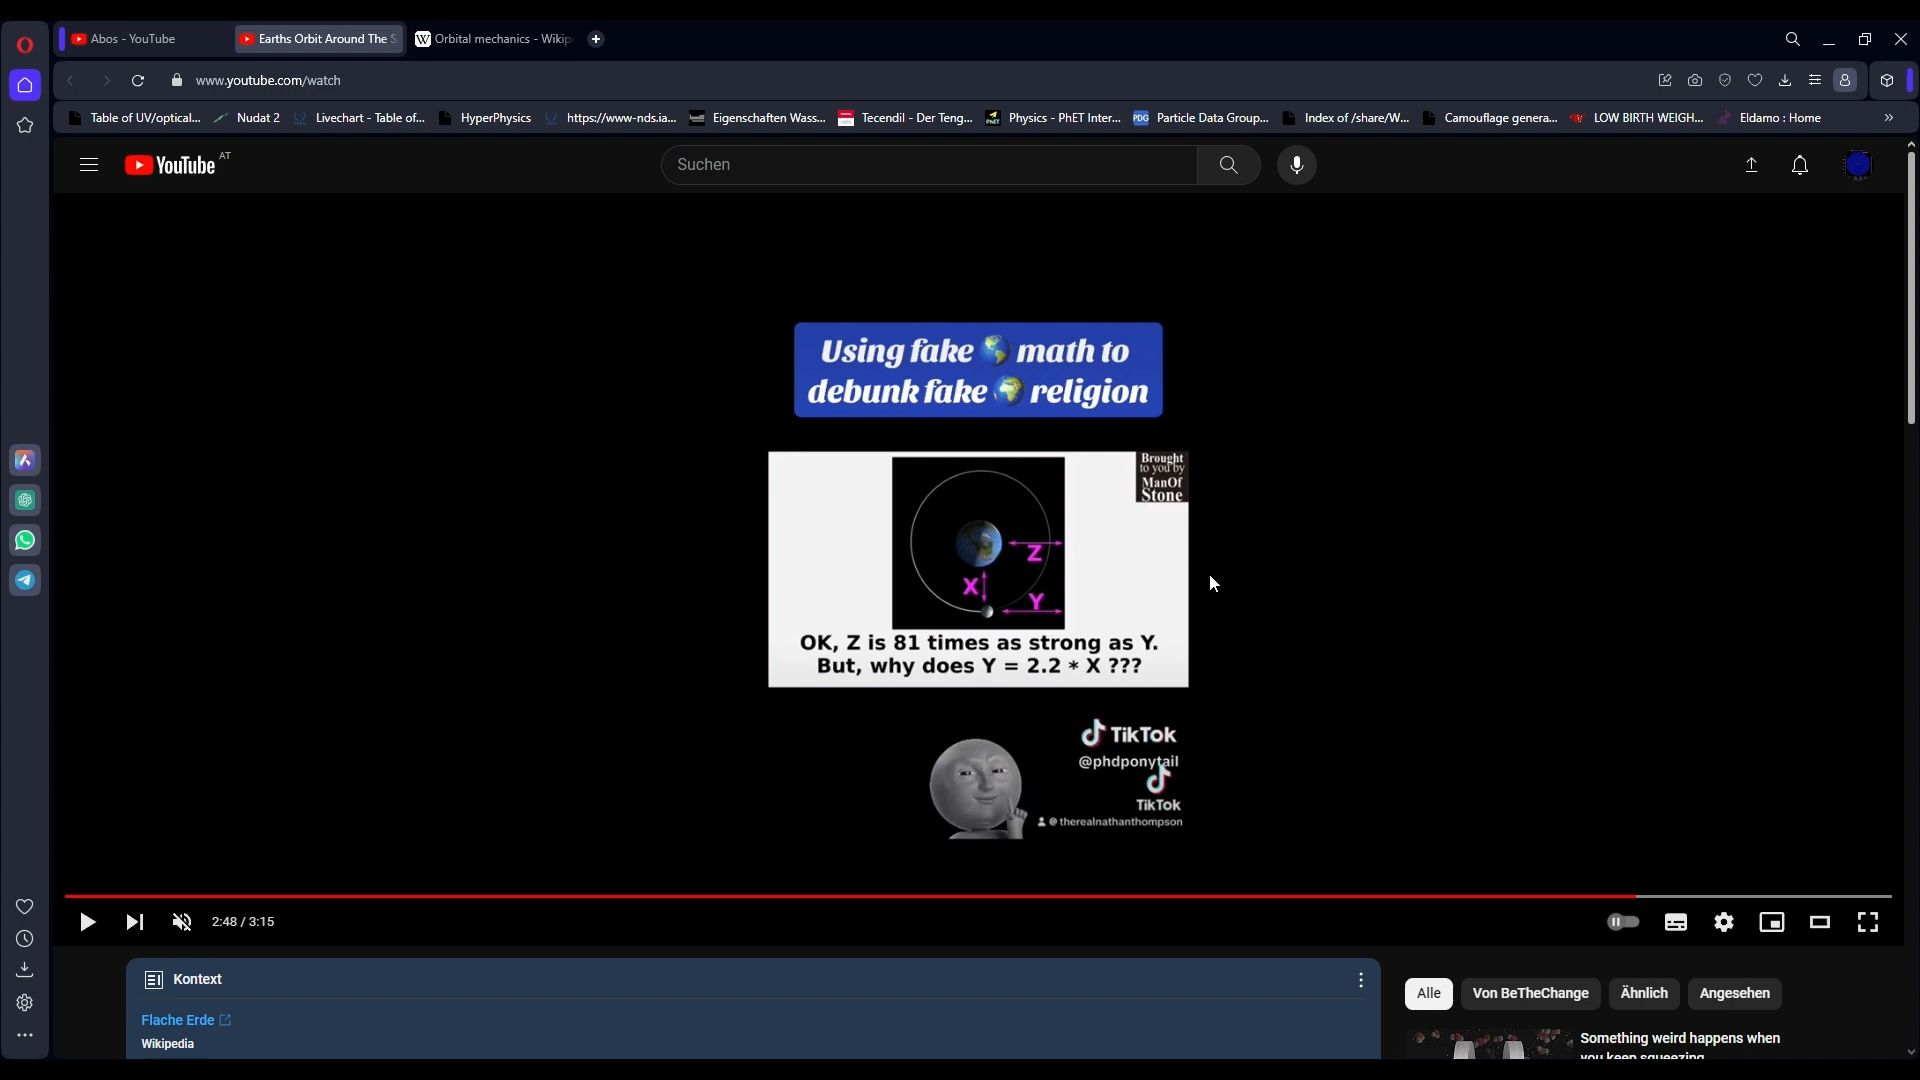 Abos - YouTube
Earths Orbit Around The S
Orbital mechanics - Wikip
www.youtube.com/watch
Table of UV/optical...
Nudat 2
Livechart - Table of...
HyperPhysics
https://www-nds.ia...
Eigenschaften Wass...
Tecendil - Der Teng...
Physics - PhET Inter...
PDG
Particle Data Group...
Index of /share/W...
Camouflage genera...
LOW BIRTH WEIGH...
Eldamo : Home
»
YouTube AT
Suchen
Using fake 🌎 math to
debunk fake 🌍 religion
Brought
to you by
ManOf
Stone
Z
X
Y
OK, Z is 81 times as strong as Y.
But, why does Y = 2.2 * X ???
TikTok
@phdponytail
TikTok
@therealnathanthompson
2:48 / 3:15
Kontext
Flache Erde
Wikipedia
Alle
Von BeTheChange
Ähnlich
Angesehen
Something weird happens when
you keep squeezing